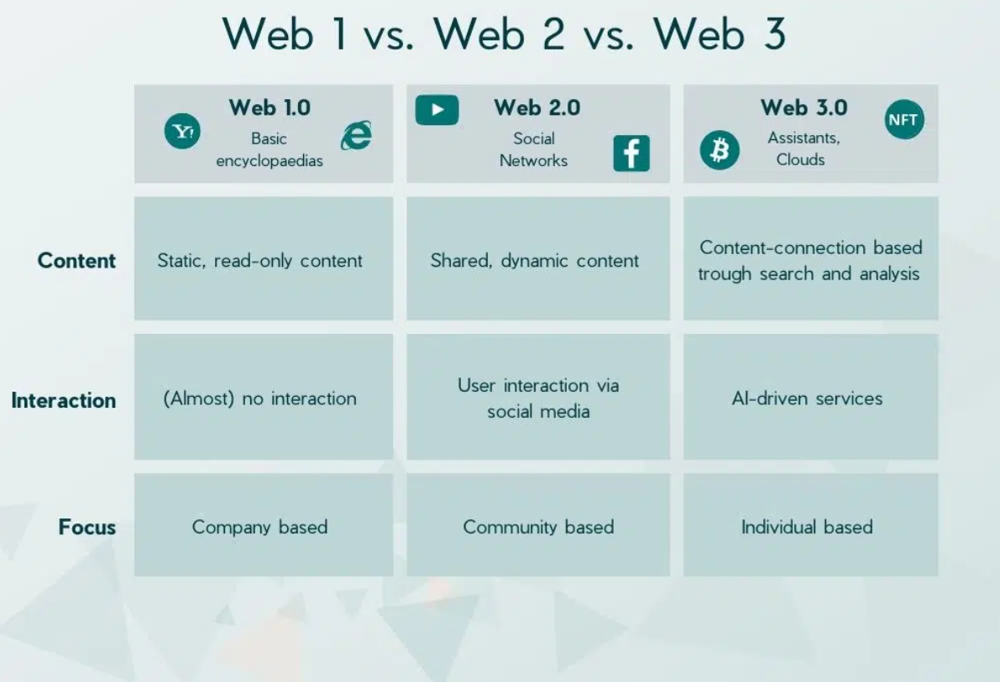 Web 1 vs. Web 2 vs. Web 3
Web 1.0
Basic
encyclopaedias
Y!
e
Web 2.0
Social
Networks
f
Web 3.0
Assistants,
Clouds
₿
NFT
Content
Static, read-only content
Shared, dynamic content
Content-connection based
trough search and analysis
Interaction
(Almost) no interaction
User interaction via
social media
AI-driven services
Focus
Company based
Community based
Individual based